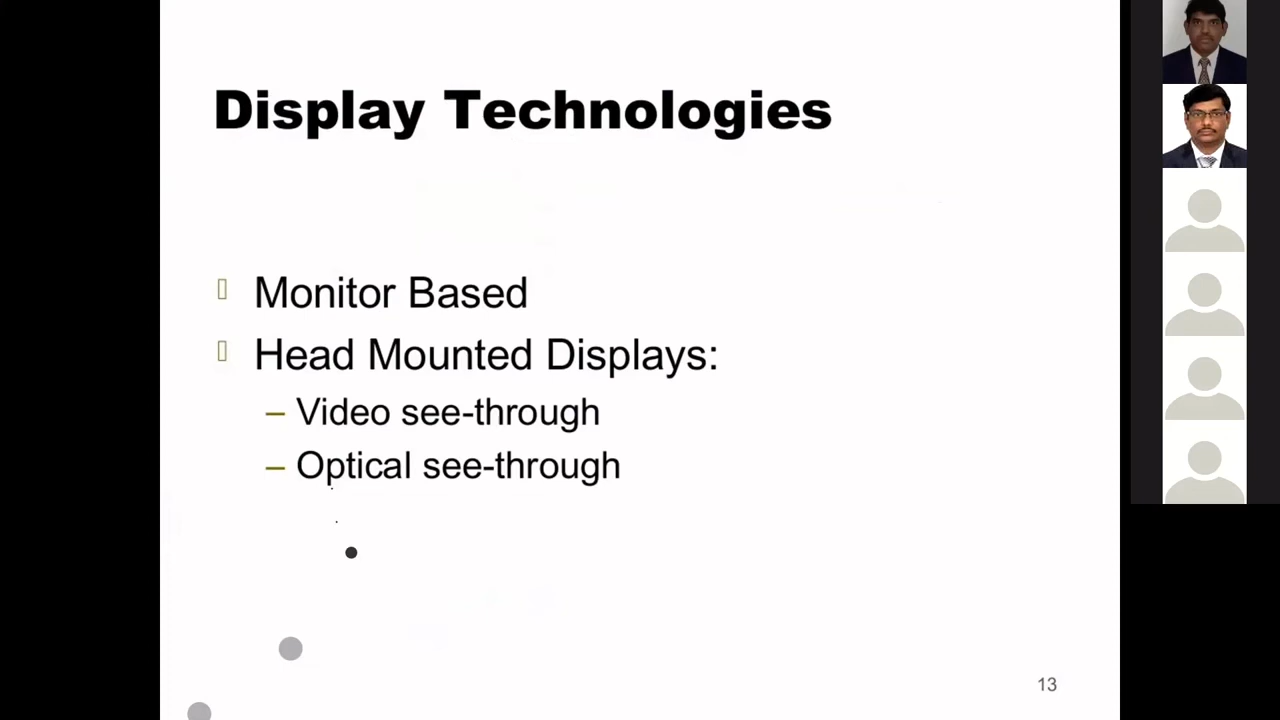 Display Technologies
Monitor Based
Head Mounted Displays:
– Video see-through
– Optical see-through
13